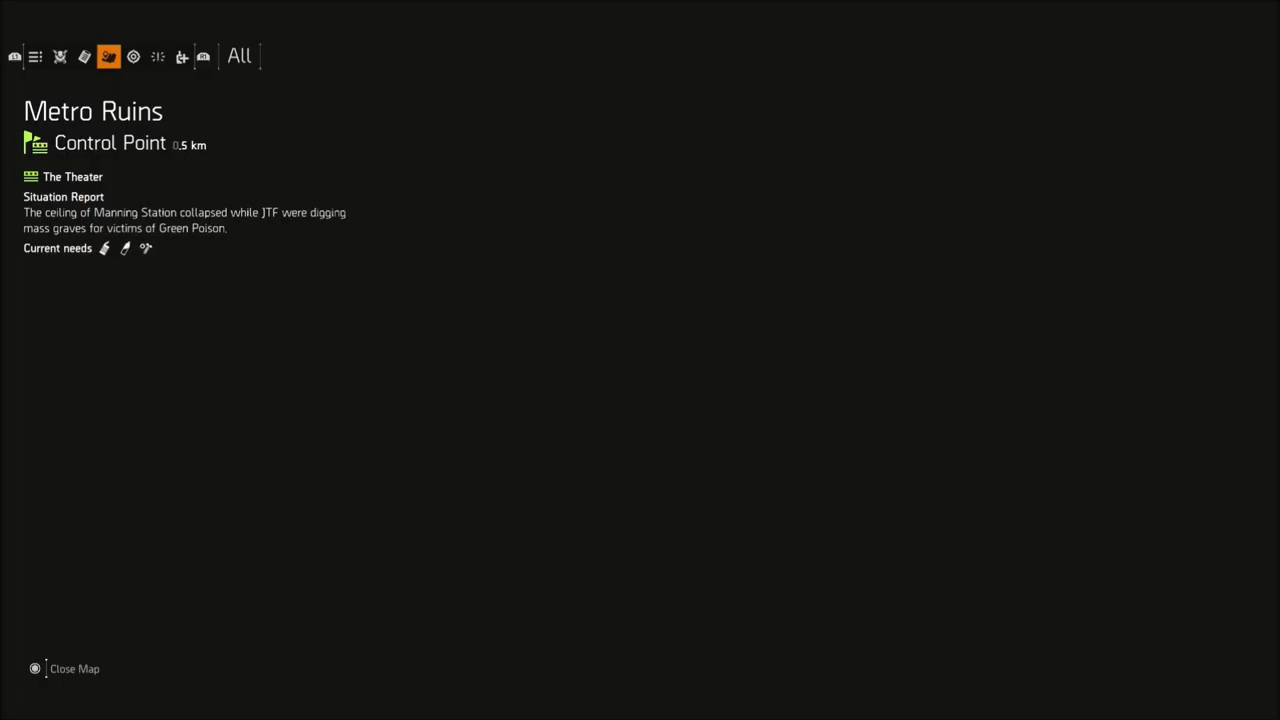 All
Metro Ruins
Control Point 0.5 km
The Theater
Situation Report
The ceiling of Manning Station collapsed while JTF were digging
mass graves for victims of Green Poison.
Current needs
Close Map